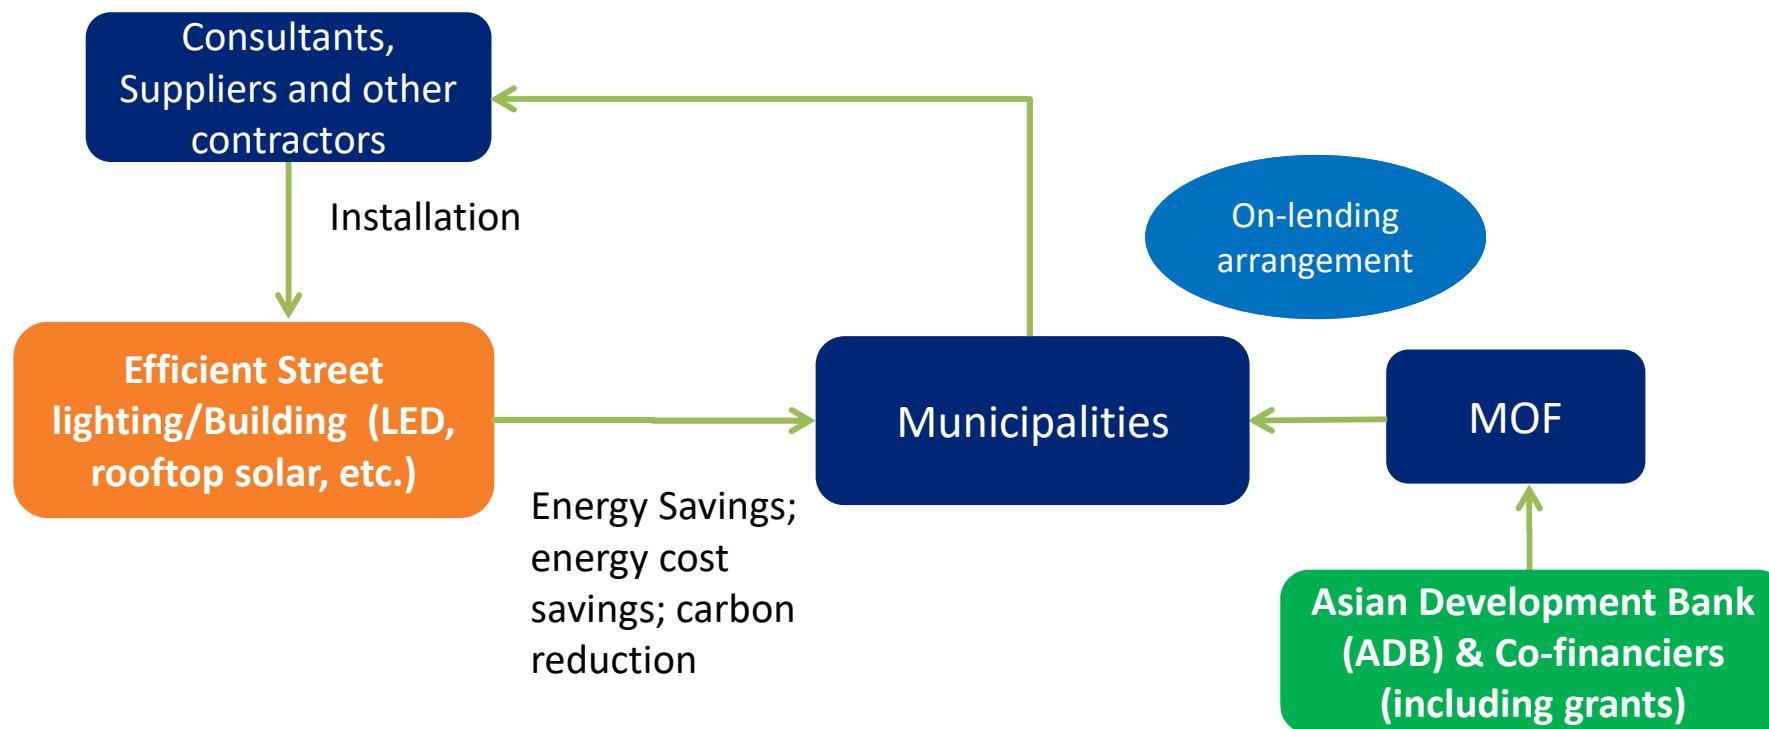 Consultants,
Suppliers and other
contractors
Installation
On-lending
arrangement
Efficient Street
lighting/Building (LED,
rooftop solar, etc.)
Municipalities
MOF
Energy Savings;
energy cost
savings; carbon
reduction
Asian Development Bank
(ADB) & Co-financiers
(including grants)